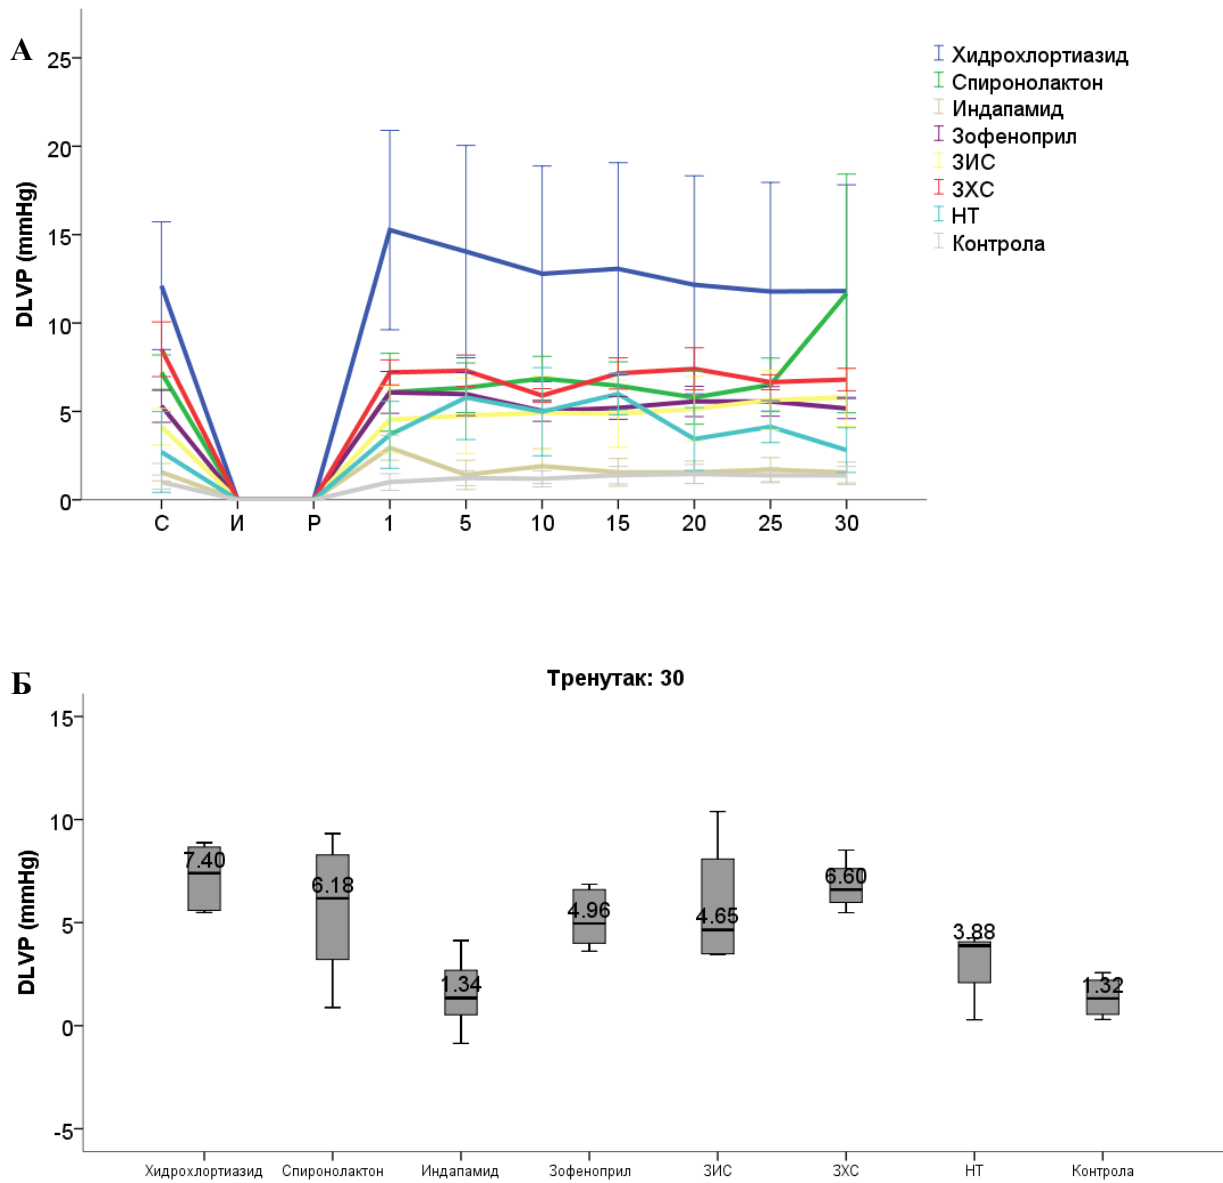 А
25
20
15
10
5
0
DLVP (mmHg)
С И Р 1 5 10 15 20 25 30
Хидрохлортиазид
Спиронолактон
Индапамид
Зофеноприл
ЗИС
ЗХС
НТ
Контрола
Б
Тренутак: 30
15
10
5
0
-5
DLVP (mmHg)
7.40
6.18
1.34
4.96
4.65
6.60
3.88
1.32
Хидрохлортиазид Спиронолактон Индапамид Зофеноприл ЗИС ЗХС НТ Контрола